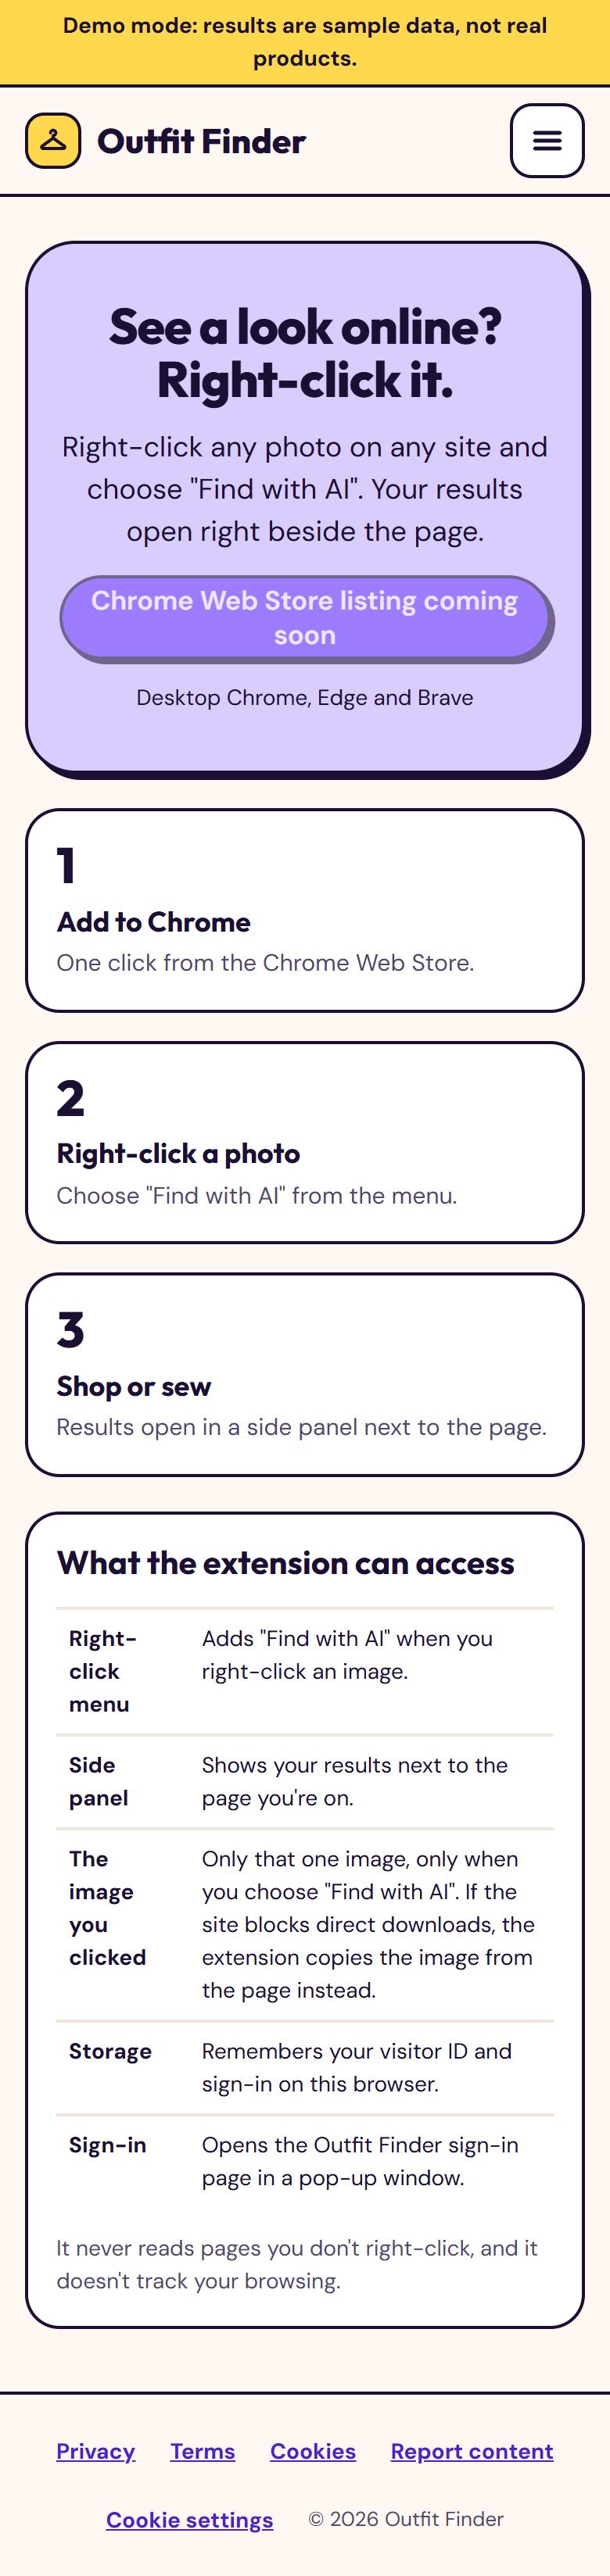 Demo mode: results are sample data, not real
products.
Outfit Finder
See a look online?
Right-click it.
Right-click any photo on any site and
choose "Find with AI". Your results
open right beside the page.
Chrome Web Store listing coming
soon
Desktop Chrome, Edge and Brave
1
Add to Chrome
One click from the Chrome Web Store.
2
Right-click a photo
Choose "Find with AI" from the menu.
3
Shop or sew
Results open in a side panel next to the page.
What the extension can access
Right-
click
menu
Adds "Find with AI" when you
right-click an image.
Side
panel
Shows your results next to the
page you're on.
The
image
you
clicked
Only that one image, only when
you choose "Find with AI". If the
site blocks direct downloads, the
extension copies the image from
the page instead.
Storage
Remembers your visitor ID and
sign-in on this browser.
Sign-in
Opens the Outfit Finder sign-in
page in a pop-up window.
It never reads pages you don't right-click, and it
doesn't track your browsing.
Privacy Terms Cookies Report content
Cookie settings © 2026 Outfit Finder